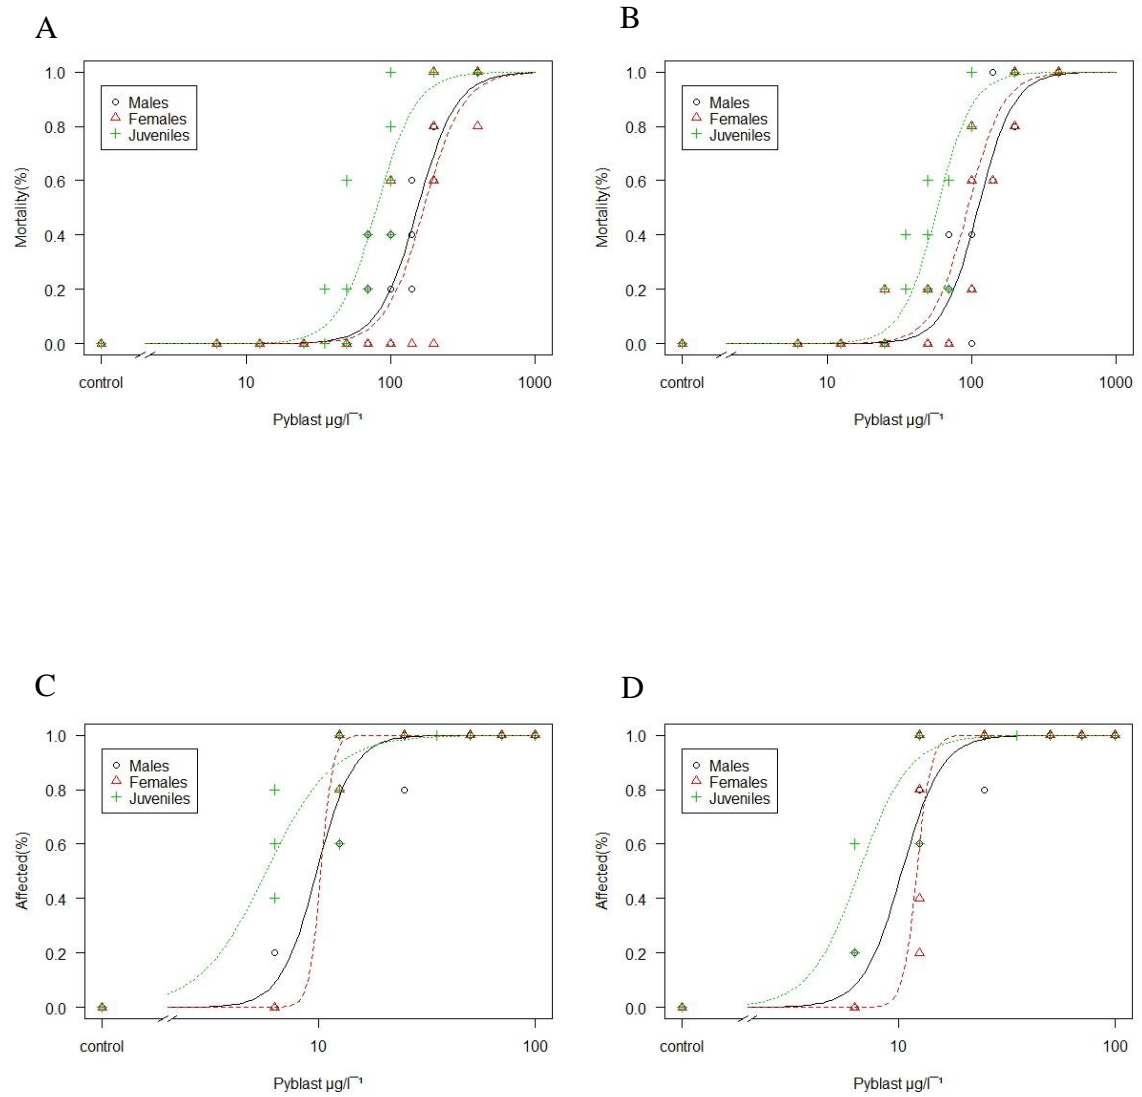 A
B
1.0
0.8
0.6
0.4
0.2
0.0
Mortality(%)
Males
Females
Juveniles
control
10
100
1000
Pyblast µg/l¯¹
1.0
0.8
0.6
0.4
0.2
0.0
Mortality(%)
Males
Females
Juveniles
control
10
100
1000
Pyblast µg/l¯¹
C
D
1.0
0.8
0.6
0.4
0.2
0.0
Affected(%)
Males
Females
Juveniles
control
10
100
Pyblast µg/l¯¹
1.0
0.8
0.6
0.4
0.2
0.0
Affected(%)
Males
Females
Juveniles
control
10
100
Pyblast µg/l¯¹